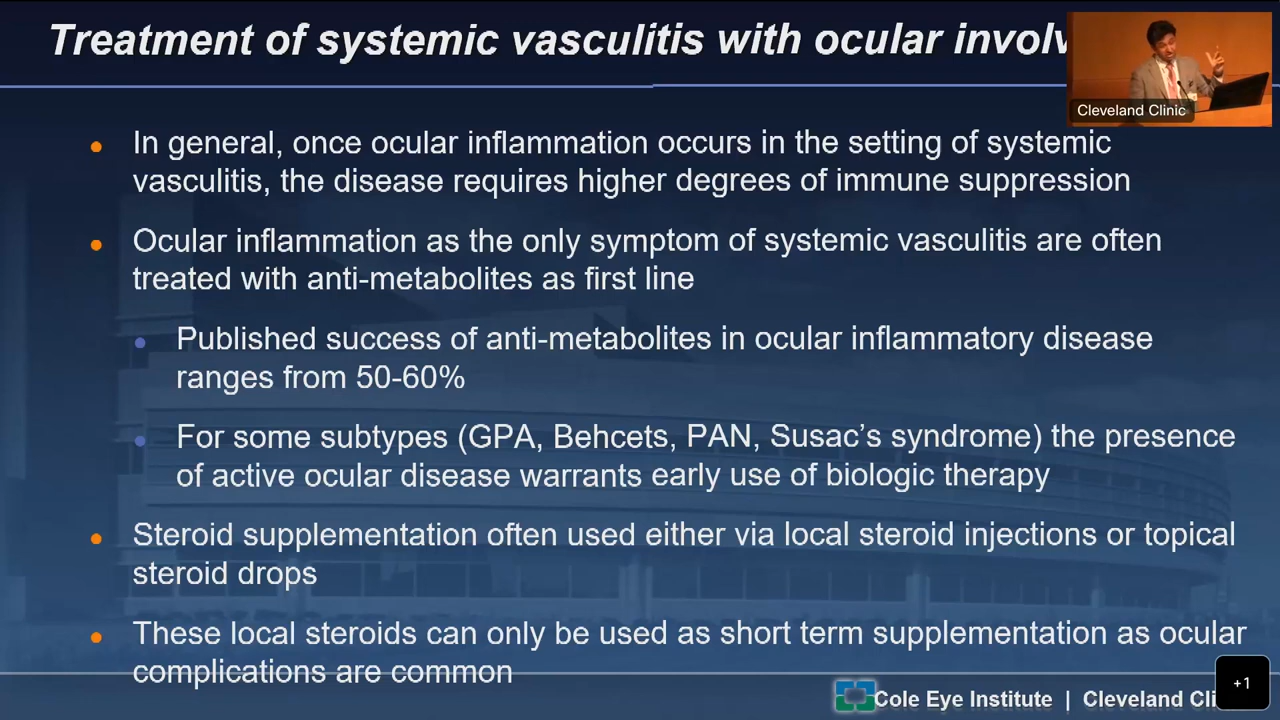 Treatment of systemic vasculitis with ocular involv
Cleveland Clinic
In general, once ocular inflammation occurs in the setting of systemic
vasculitis, the disease requires higher degrees of immune suppression
Ocular inflammation as the only symptom of systemic vasculitis are often
treated with anti-metabolites as first line
Published success of anti-metabolites in ocular inflammatory disease
ranges from 50-60%
For some subtypes (GPA, Behcets, PAN, Susac's syndrome) the presence
of active ocular disease warrants early use of biologic therapy
Steroid supplementation often used either via local steroid injections or topical
steroid drops
These local steroids can only be used as short term supplementation as ocular
complications are common
Cole Eye Institute | Cleveland Cli
+1